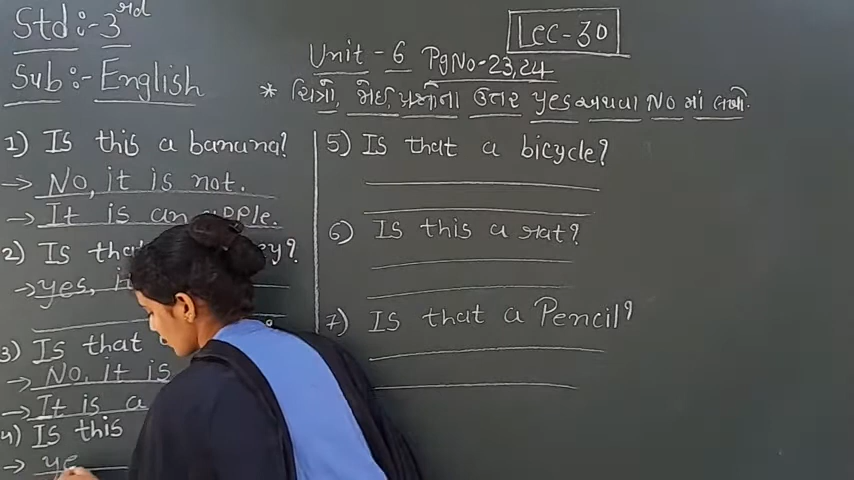 Std:- 3rd
Sub:- English
Lec-30
Unit - 6 PgNo-23,24
* ચિત્રો, જોઈ, પ્રશ્નોના ઉત્તર yes અથવા No માં લખો.
1) Is this a banana?
→ No, it is not.
→ It is an apple.
2) Is that ey?
→ yes, it
3) Is that
→ No, it is
→ It is a
4) Is this
→ ye
5) Is that a bicycle?
6) Is this a rat?
7) Is that a Pencil?